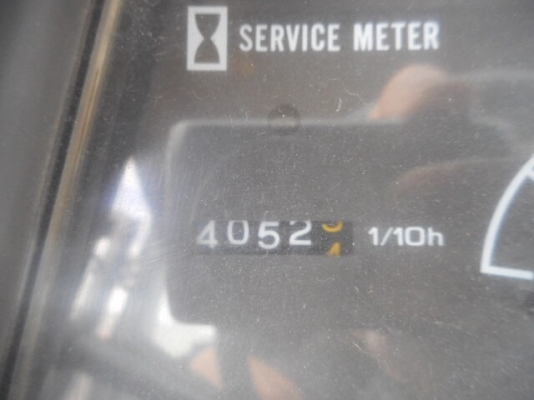 SERVICE METER
4052 1/10h